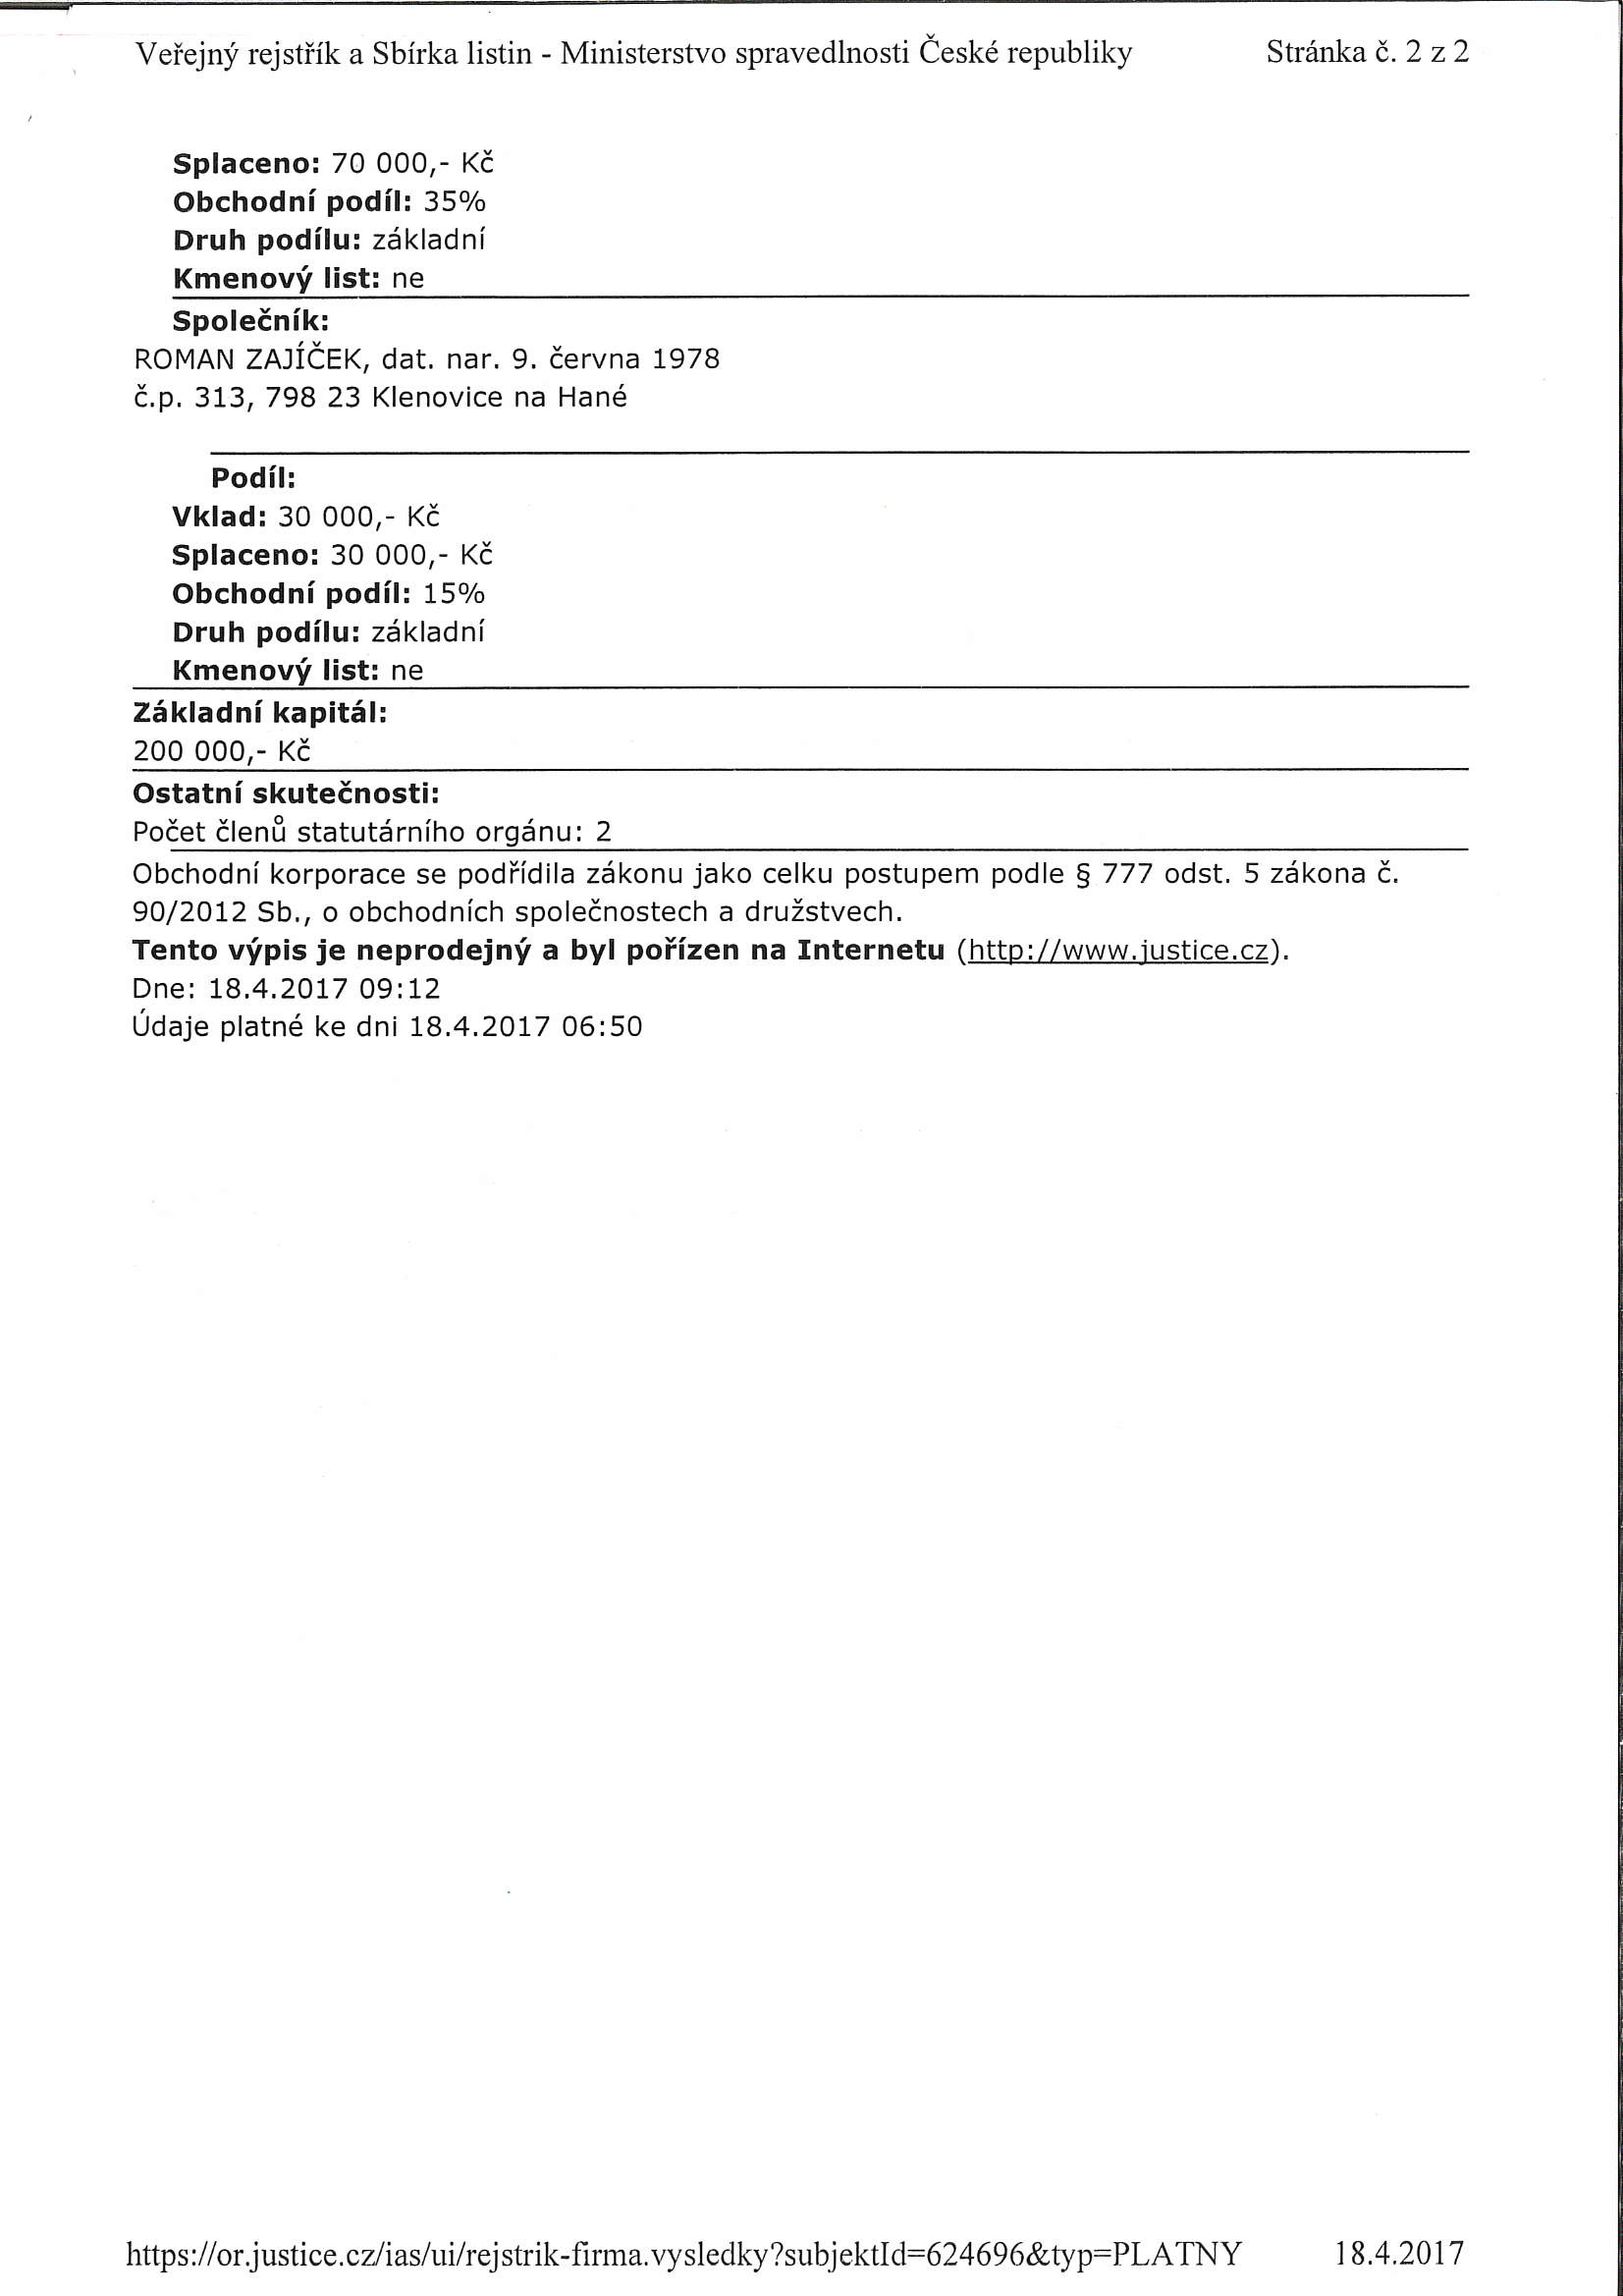 Veřejný rejstřík a Sbírka listin - Ministerstvo spravedlnosti České republiky Stránka č. 2 z 2
Splaceno: 70 000,- Kč
Obchodní podíl: 35%
Druh podílu: základní
Kmenový list: ne
Společník:
ROMAN ZAJÍČEK, dat. nar. 9. června 1978
č.p. 313, 798 23 Klenovice na Hané
Podíl:
Vklad: 30 000,- Kč
Splaceno: 30 000,- Kč
Obchodní podíl: 15%
Druh podílu: základní
Kmenový list: ne
Základní kapitál:
200 000,- Kč
Ostatní skutečnosti:
Počet členů statutárního orgánu: 2
Obchodní korporace se podřídila zákonu jako celku postupem podle § 777 odst. 5 zákona č.
90/2012 Sb., o obchodních společnostech a družstvech.
Tento výpis je neprodejný a byl pořízen na Internetu (http://www.justice.cz).
Dne: 18.4.2017 09:12
Údaje platné ke dni 18.4.2017 06:50
https://or.justice.cz/ias/ui/rejstrik-firma.vysledky?subjektId=624696&typ=PLATNY 18.4.2017